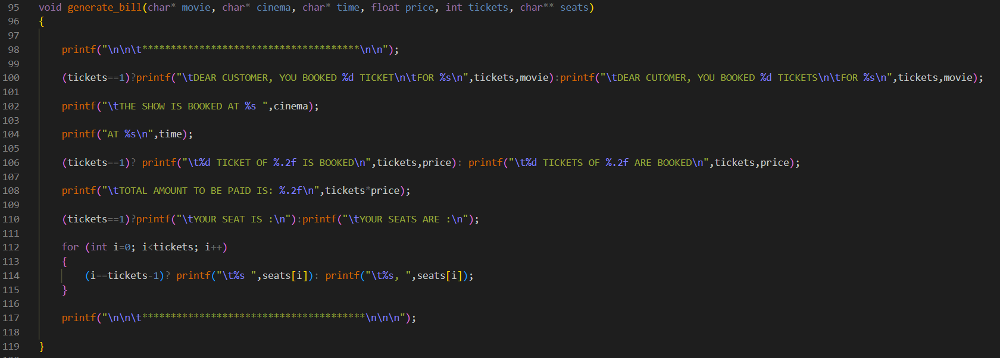 95 void generate_bill(char* movie, char* cinema, char* time, float price, int tickets, char** seats)
96 {
97
98 printf("\n\n\t**************************************\n\n");
99
100 (tickets==1)?printf("\tDEAR CUSTOMER, YOU BOOKED %d TICKET\n\tFOR %s\n",tickets,movie):printf("\tDEAR CUTOMER, YOU BOOKED %d TICKETS\n\tFOR %s\n",tickets,movie);
101
102 printf("\tTHE SHOW IS BOOKED AT %s ",cinema);
103
104 printf("AT %s\n",time);
105
106 (tickets==1)? printf("\t%d TICKET OF %.2f IS BOOKED\n",tickets,price): printf("\t%d TICKETS OF %.2f ARE BOOKED\n",tickets,price);
107
108 printf("\tTOTAL AMOUNT TO BE PAID IS: %.2f\n",tickets*price);
109
110 (tickets==1)?printf("\tYOUR SEAT IS :\n"):printf("\tYOUR SEATS ARE :\n");
111
112 for (int i=0; i<tickets; i++)
113 {
114 (i==tickets-1)? printf("\t%s ",seats[i]): printf("\t%s, ",seats[i]);
115 }
116
117 printf("\n\n\t***************************************\n\n\n");
118
119 }